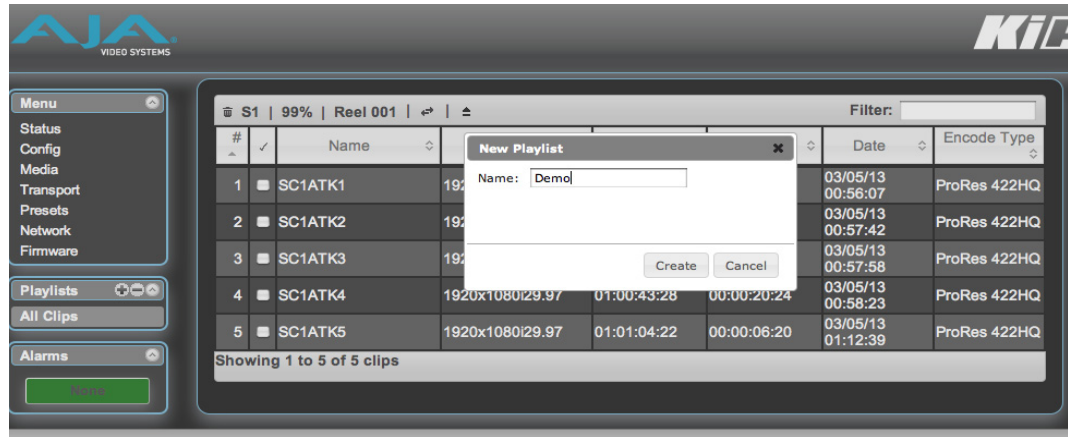 AJA
VIDEO SYSTEMS
Ki
Menu
Status
Config
Media
Transport
Presets
Network
Firmware
Playlists
All Clips
Alarms
None
S1 | 99% | Reel 001 | | Filter:
# ✓ Name Date Encode Type
1 SC1ATK1 192 03/05/13 00:56:07 ProRes 422HQ
2 SC1ATK2 192 03/05/13 00:57:42 ProRes 422HQ
3 SC1ATK3 192 03/05/13 00:57:58 ProRes 422HQ
4 SC1ATK4 1920x1080i29.97 01:00:43:28 00:00:20:24 03/05/13 00:58:23 ProRes 422HQ
5 SC1ATK5 1920x1080i29.97 01:01:04:22 00:00:06:20 03/05/13 01:12:39 ProRes 422HQ
Showing 1 to 5 of 5 clips
New Playlist
Name: Demo
Create Cancel